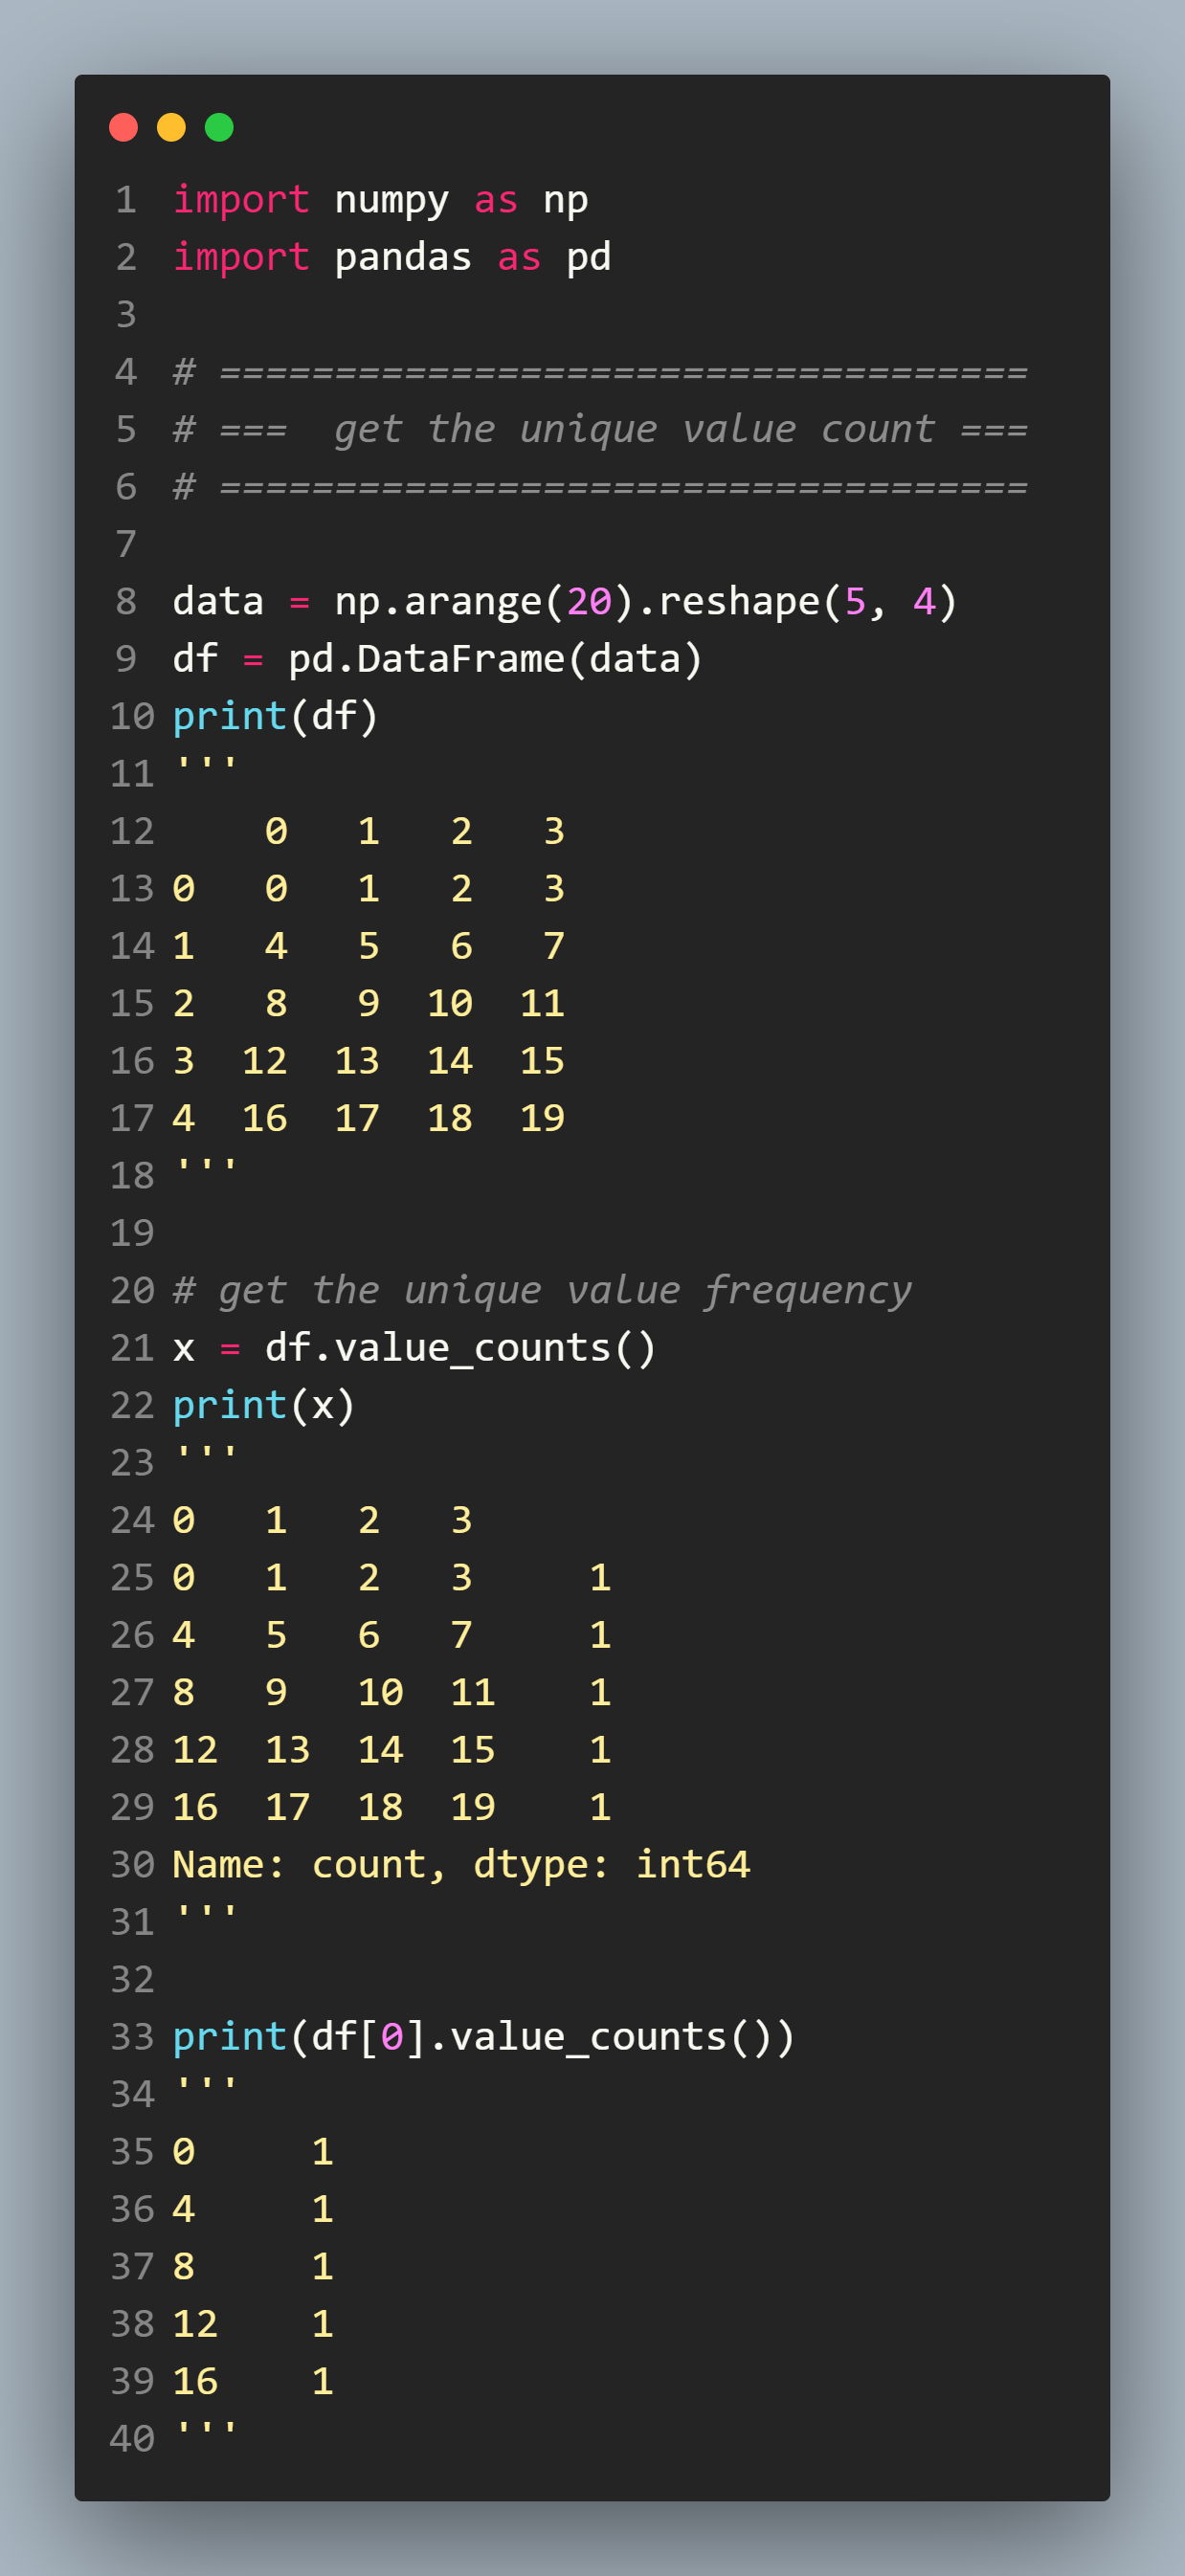 1 import numpy as np
2 import pandas as pd
3
4 # ===================================
5 # ===  get the unique value count ===
6 # ===================================
7
8 data = np.arange(20).reshape(5, 4)
9 df = pd.DataFrame(data)
10 print(df)
11 '''
12     0   1   2   3
13 0   0   1   2   3
14 1   4   5   6   7
15 2   8   9  10  11
16 3  12  13  14  15
17 4  16  17  18  19
18 '''
19
20 # get the unique value frequency
21 x = df.value_counts()
22 print(x)
23 '''
24 0   1   2   3
25 0   1   2   3     1
26 4   5   6   7     1
27 8   9   10  11    1
28 12  13  14  15    1
29 16  17  18  19    1
30 Name: count, dtype: int64
31 '''
32
33 print(df[0].value_counts())
34 '''
35 0     1
36 4     1
37 8     1
38 12    1
39 16    1
40 '''